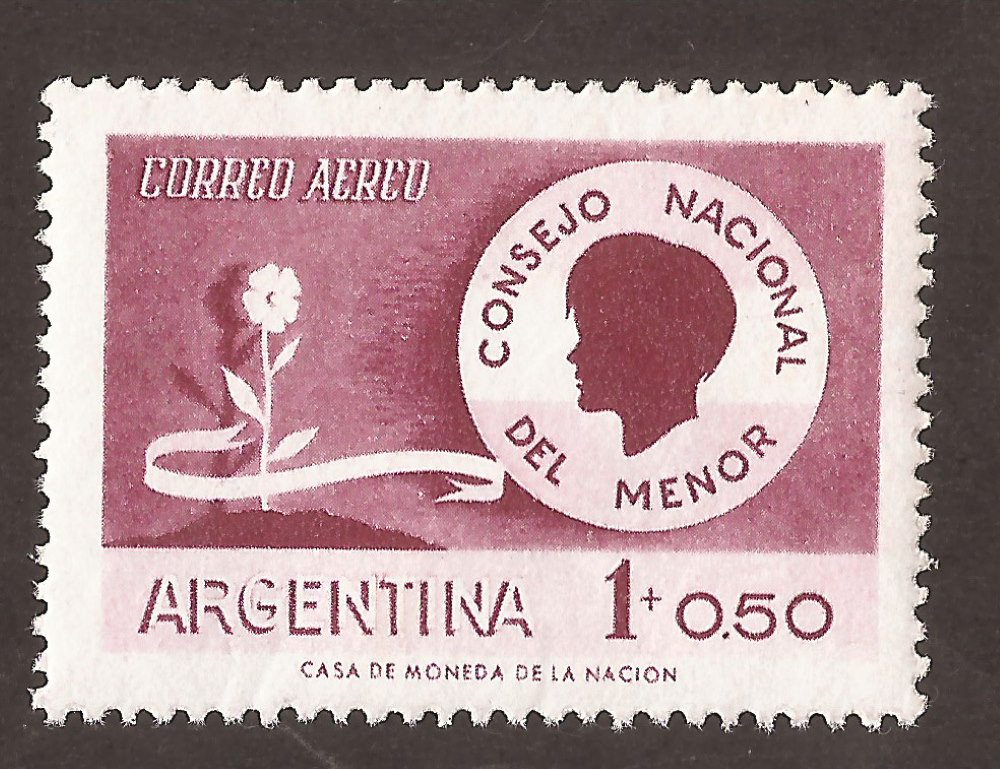 CORREO AEREO
CONSEJO NACIONAL
DEL MENOR
ARGENTINA 1+0.50
CASA DE MONEDA DE LA NACION